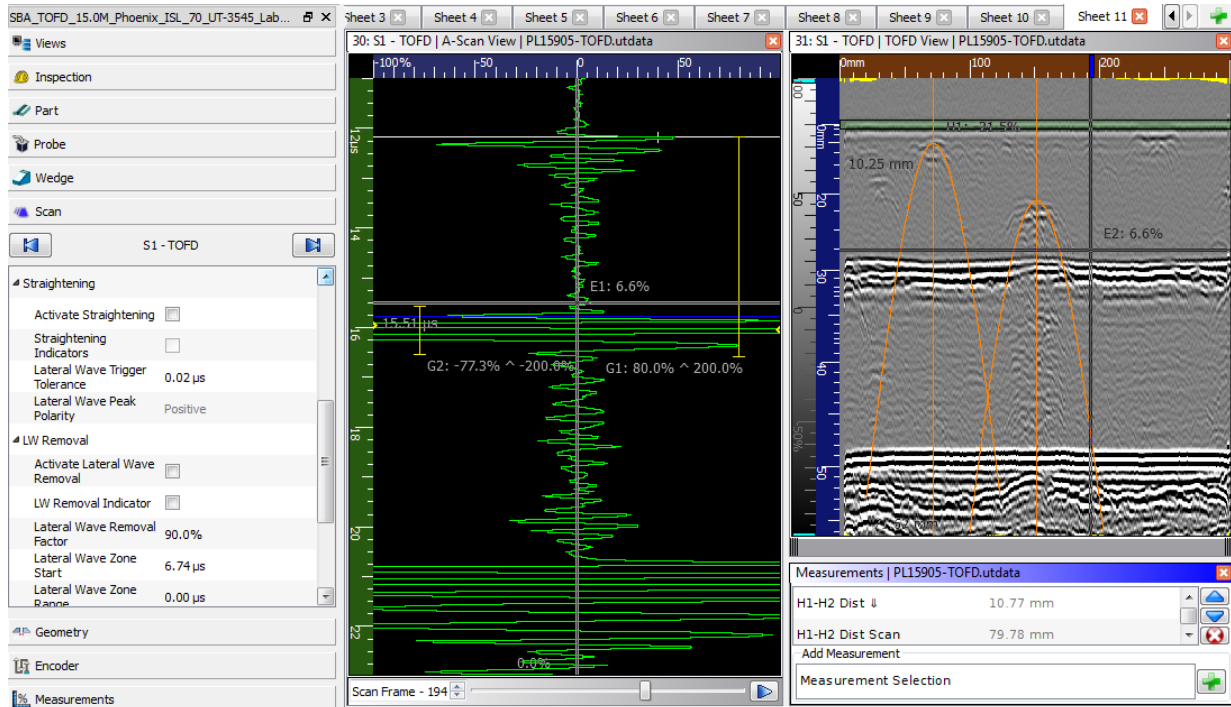 SBA_TOFD_15.0M_Phoenix_ISL_70_UT-3545_Lab...
Sheet 3
Sheet 4
Sheet 5
Sheet 6
Sheet 7
Sheet 8
Sheet 9
Sheet 10
Sheet 11
Views
Inspection
Part
Probe
Wedge
Scan
S1 - TOFD
Straightening
Activate Straightening
Straightening
Indicators
Lateral Wave Trigger
Tolerance
0.02 µs
Lateral Wave Peak
Polarity
Positive
LW Removal
Activate Lateral Wave
Removal
LW Removal Indicator
Lateral Wave Removal
Factor
90.0%
Lateral Wave Zone
Start
6.74 µs
Lateral Wave Zone
Range
0.00 µs
Geometry
Encoder
Measurements
30: S1 - TOFD | A-Scan View | PL15905-TOFD.utdata
-100%
-50
0
50
12µs
14
16
18
20
22
E1: 6.6%
15.51 µs
G2: -77.3% ^ -200.0%
G1: 80.0% ^ 200.0%
0.0%
Scan Frame - 194
31: S1 - TOFD | TOFD View | PL15905-TOFD.utdata
0mm
100
200
100
50
0
-50%
0mm
20
30
40
50
H1: -21.5%
10.25 mm
E2: 6.6%
Measurements | PL15905-TOFD.utdata
H1-H2 Dist ⇓
10.77 mm
H1-H2 Dist Scan
79.78 mm
Add Measurement
Measurement Selection